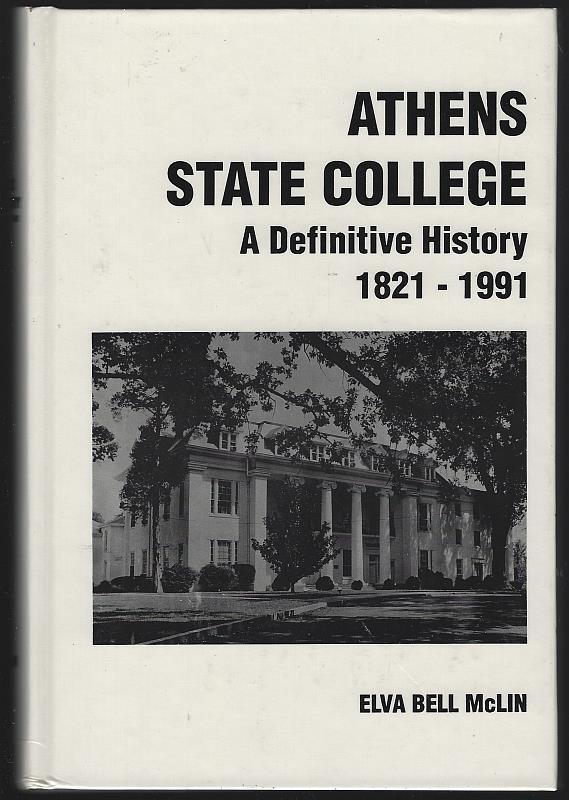 ATHENS
STATE COLLEGE
A Definitive History
1821 - 1991
ELVA BELL McLIN